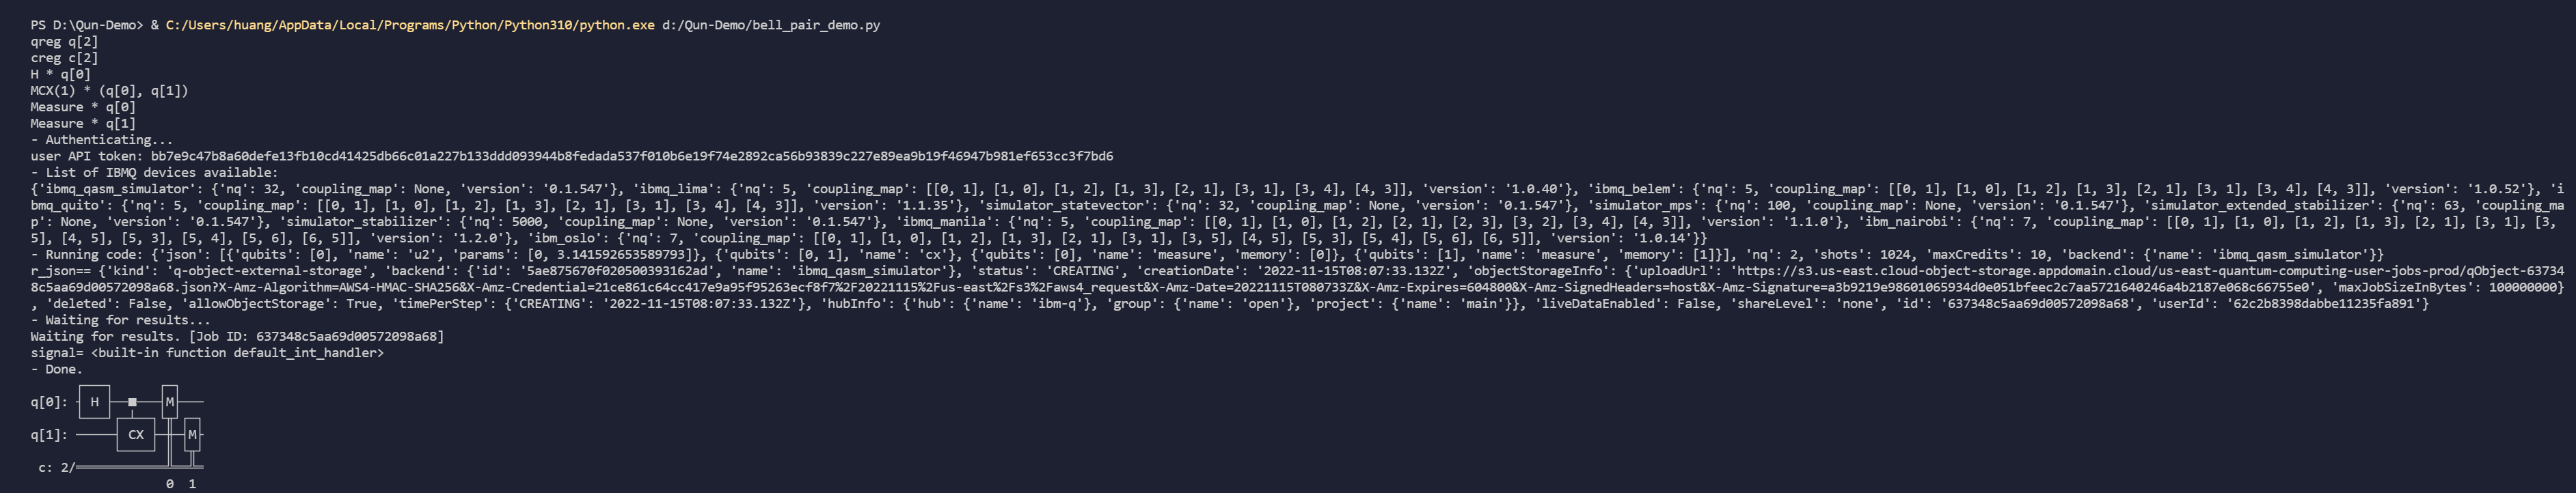 PS D:\Qun-Demo> & C:/Users/huang/AppData/Local/Programs/Python/Python310/python.exe d:/Qun-Demo/bell_pair_demo.py
qreg q[2]
creg c[2]
H * q[0]
MCX(1) * (q[0], q[1])
Measure * q[0]
Measure * q[1]
- Authenticating...
user API token: bb7e9c47b8a60defe13fb10cd41425db66c01a227b133ddd093944b8fedada537f010b6e19f74e2892ca56b93839c227e89ea9b19f46947b981ef653cc3f7bd6
- List of IBMQ devices available:
{'ibmq_qasm_simulator': {'nq': 32, 'coupling_map': None, 'version': '0.1.547'}, 'ibmq_lima': {'nq': 5, 'coupling_map': [[0, 1], [1, 0], [1, 2], [1, 3], [2, 1], [3, 1], [3, 4], [4, 3]], 'version': '1.0.40'}, 'ibmq_belem': {'nq': 5, 'coupling_map': [[0, 1], [1, 0], [1, 2], [1, 3], [2, 1], [3, 1], [3, 4], [4, 3]], 'version': '1.0.52'}, 'i
bmq_quito': {'nq': 5, 'coupling_map': [[0, 1], [1, 0], [1, 2], [1, 3], [2, 1], [3, 1], [3, 4], [4, 3]], 'version': '1.1.35'}, 'simulator_statevector': {'nq': 32, 'coupling_map': None, 'version': '0.1.547'}, 'simulator_mps': {'nq': 100, 'coupling_map': None, 'version': '0.1.547'}, 'simulator_extended_stabilizer': {'nq': 63, 'coupling_ma
p': None, 'version': '0.1.547'}, 'simulator_stabilizer': {'nq': 5000, 'coupling_map': None, 'version': '0.1.547'}, 'ibmq_manila': {'nq': 5, 'coupling_map': [[0, 1], [1, 0], [1, 2], [2, 1], [2, 3], [3, 2], [3, 4], [4, 3]], 'version': '1.1.0'}, 'ibm_nairobi': {'nq': 7, 'coupling_map': [[0, 1], [1, 0], [1, 2], [1, 3], [2, 1], [3, 1], [3,
5], [4, 5], [5, 3], [5, 4], [5, 6], [6, 5]], 'version': '1.2.0'}, 'ibm_oslo': {'nq': 7, 'coupling_map': [[0, 1], [1, 0], [1, 2], [1, 3], [2, 1], [3, 1], [3, 5], [4, 5], [5, 3], [5, 4], [5, 6], [6, 5]], 'version': '1.0.14'}}
- Running code: {'json': [{'qubits': [0], 'name': 'u2', 'params': [0, 3.141592653589793]}, {'qubits': [0, 1], 'name': 'cx'}, {'qubits': [0], 'name': 'measure', 'memory': [0]}, {'qubits': [1], 'name': 'measure', 'memory': [1]}], 'nq': 2, 'shots': 1024, 'maxCredits': 10, 'backend': {'name': 'ibmq_qasm_simulator'}}
r_json== {'kind': 'q-object-external-storage', 'backend': {'id': '5ae875670f020500393162ad', 'name': 'ibmq_qasm_simulator'}, 'status': 'CREATING', 'creationDate': '2022-11-15T08:07:33.132Z', 'objectStorageInfo': {'uploadUrl': 'https://s3.us-east.cloud-object-storage.appdomain.cloud/us-east-quantum-computing-user-jobs-prod/qObject-63734
8c5aa69d00572098a68.json?X-Amz-Algorithm=AWS4-HMAC-SHA256&X-Amz-Credential=21ce861c64cc417e9a95f95263ecf8f7%2F20221115%2Fus-east%2Fs3%2Faws4_request&X-Amz-Date=20221115T080733Z&X-Amz-Expires=604800&X-Amz-SignedHeaders=host&X-Amz-Signature=a3b9219e98601065934d0e051bfeec2c7aa5721640246a4b2187e068c66755e0', 'maxJobSizeInBytes': 100000000}
, 'deleted': False, 'allowObjectStorage': True, 'timePerStep': {'CREATING': '2022-11-15T08:07:33.132Z'}, 'hubInfo': {'hub': {'name': 'ibm-q'}, 'group': {'name': 'open'}, 'project': {'name': 'main'}}, 'liveDataEnabled': False, 'shareLevel': 'none', 'id': '637348c5aa69d00572098a68', 'userId': '62c2b8398dabbe11235fa891'}
- Waiting for results...
Waiting for results. [Job ID: 637348c5aa69d00572098a68]
signal= <built-in function default_int_handler>
- Done.
q[0]: H M
q[1]: CX M
c: 2/
0 1